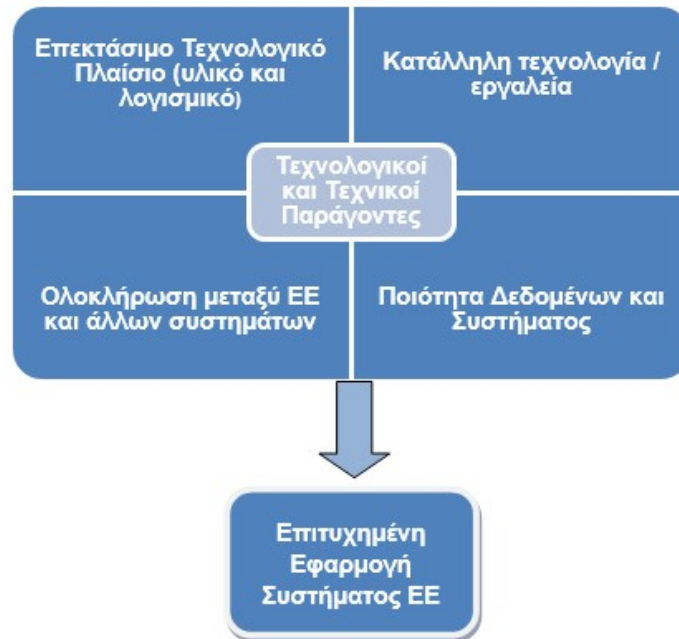 Επεκτάσιμο Τεχνολογικό
Πλαίσιο (υλικό και
λογισμικό)
Κατάλληλη τεχνολογία /
εργαλεία
Τεχνολογικοί
και Τεχνικοί
Παράγοντες
Ολοκλήρωση μεταξύ ΕΕ
και άλλων συστημάτων
Ποιότητα Δεδομένων και
Συστήματος
Επιτυχημένη
Εφαρμογή
Συστήματος ΕΕ